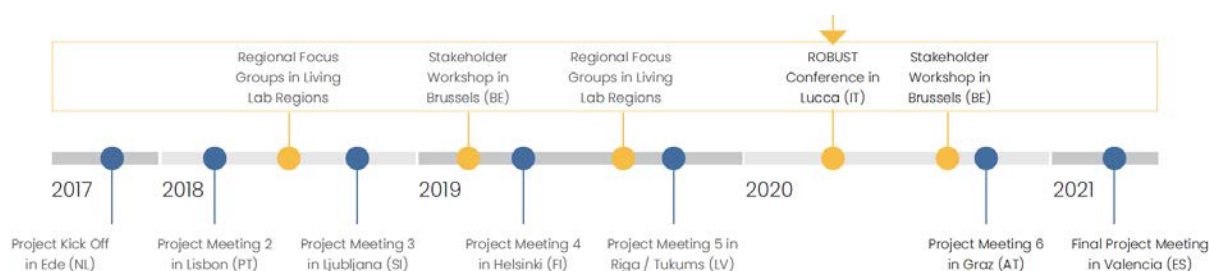 Regional Focus
Groups in Living
Lab Regions
Stakeholder
Workshop in
Brussels (BE)
Regional Focus
Groups in Living
Lab Regions
ROBUST
Conference in
Lucca (IT)
Stakeholder
Workshop in
Brussels (BE)
2017
2018
2019
2020
2021
Project Kick Off
in Ede (NL)
Project Meeting 2
in Lisbon (PT)
Project Meeting 3
in Ljubljana (SI)
Project Meeting 4
in Helsinki (FI)
Project Meeting 5 in
Riga / Tukums (LV)
Project Meeting 6
in Graz (AT)
Final Project Meeting
in Valencia (ES)